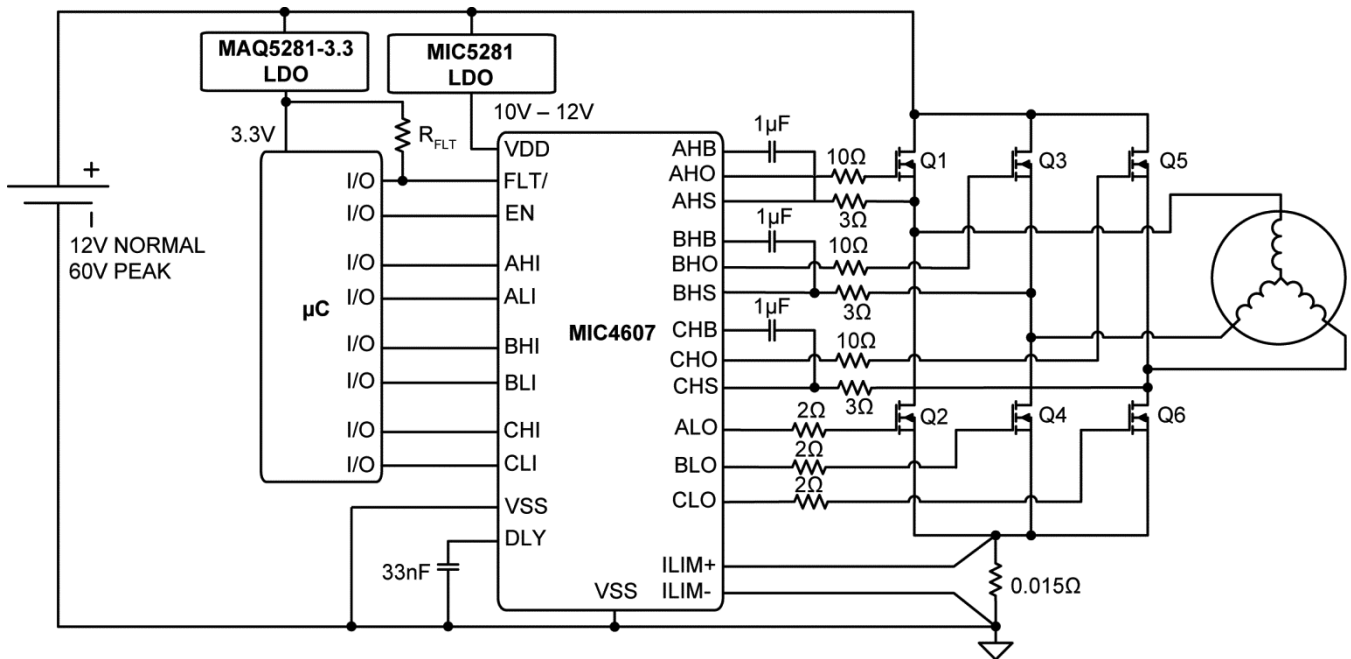 MAQ5281-3.3
LDO
MIC5281
LDO
10V – 12V
3.3V
R_FLT
+
–
12V NORMAL
60V PEAK
µC
I/O
I/O
I/O
I/O
I/O
I/O
I/O
I/O
VDD
FLT/
EN
AHI
ALI
BHI
BLI
CHI
CLI
VSS
DLY
33nF
MIC4607
VSS
AHB
AHO
AHS
BHB
BHO
BHS
CHB
CHO
CHS
ALO
BLO
CLO
ILIM+
ILIM-
1µF
10Ω
3Ω
1µF
10Ω
3Ω
1µF
10Ω
3Ω
2Ω
2Ω
2Ω
Q1
Q3
Q5
Q2
Q4
Q6
0.015Ω